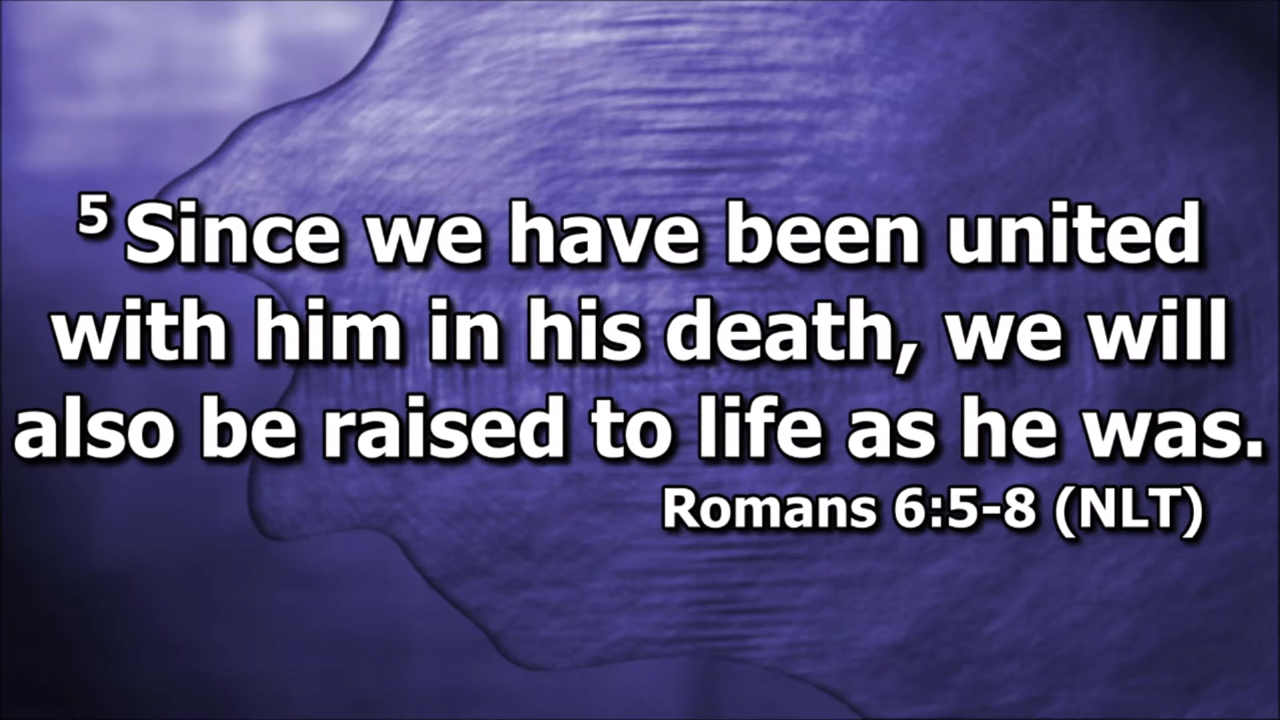 5 Since we have been united
with him in his death, we will
also be raised to life as he was.
Romans 6:5-8 (NLT)